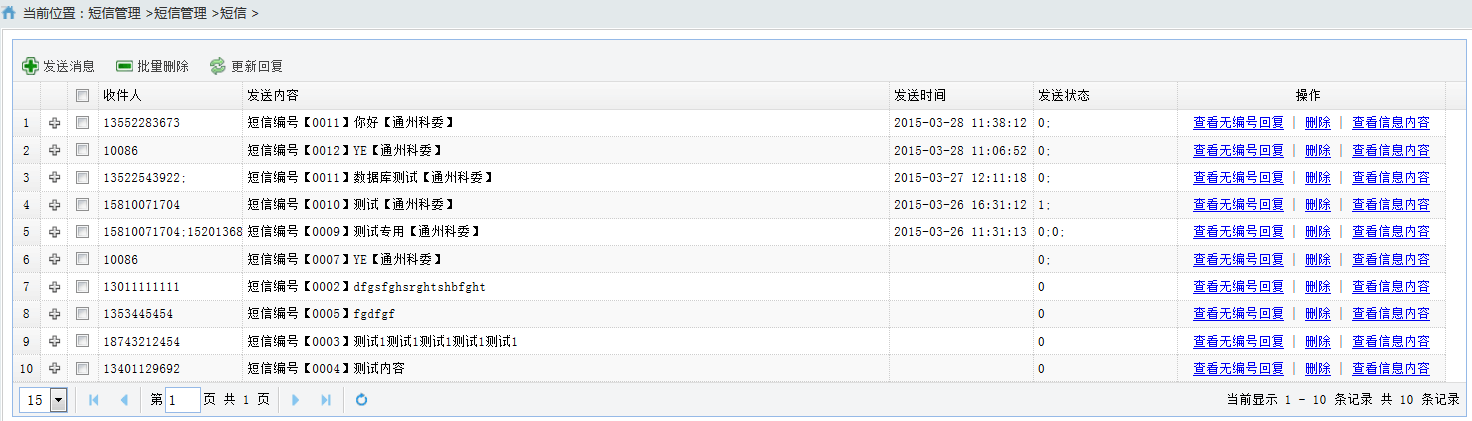 当前位置：短信管理 >短信管理 >短信 >
发送消息 批量删除 更新回复
收件人 发送内容 发送时间 发送状态 操作
1 13552283673 短信编号【0011】你好【通州科委】 2015-03-28 11:38:12 0; 查看无编号回复 | 删除 | 查看信息内容
2 10086 短信编号【0012】YE【通州科委】 2015-03-28 11:06:52 0; 查看无编号回复 | 删除 | 查看信息内容
3 13522543922; 短信编号【0011】数据库测试【通州科委】 2015-03-27 12:11:18 0; 查看无编号回复 | 删除 | 查看信息内容
4 15810071704 短信编号【0010】测试【通州科委】 2015-03-26 16:31:12 1; 查看无编号回复 | 删除 | 查看信息内容
5 15810071704;15201368 短信编号【0009】测试专用【通州科委】 2015-03-26 11:31:13 0;0; 查看无编号回复 | 删除 | 查看信息内容
6 10086 短信编号【0007】YE【通州科委】 0; 查看无编号回复 | 删除 | 查看信息内容
7 13011111111 短信编号【0002】dfgsfghsrghtshbfght 0 查看无编号回复 | 删除 | 查看信息内容
8 1353445454 短信编号【0005】fgdfgf 0 查看无编号回复 | 删除 | 查看信息内容
9 18743212454 短信编号【0003】测试1测试1测试1测试1测试1 0 查看无编号回复 | 删除 | 查看信息内容
10 13401129692 短信编号【0004】测试内容 0 查看无编号回复 | 删除 | 查看信息内容
15 第 1 页 共 1 页 当前显示 1 - 10 条记录 共 10 条记录